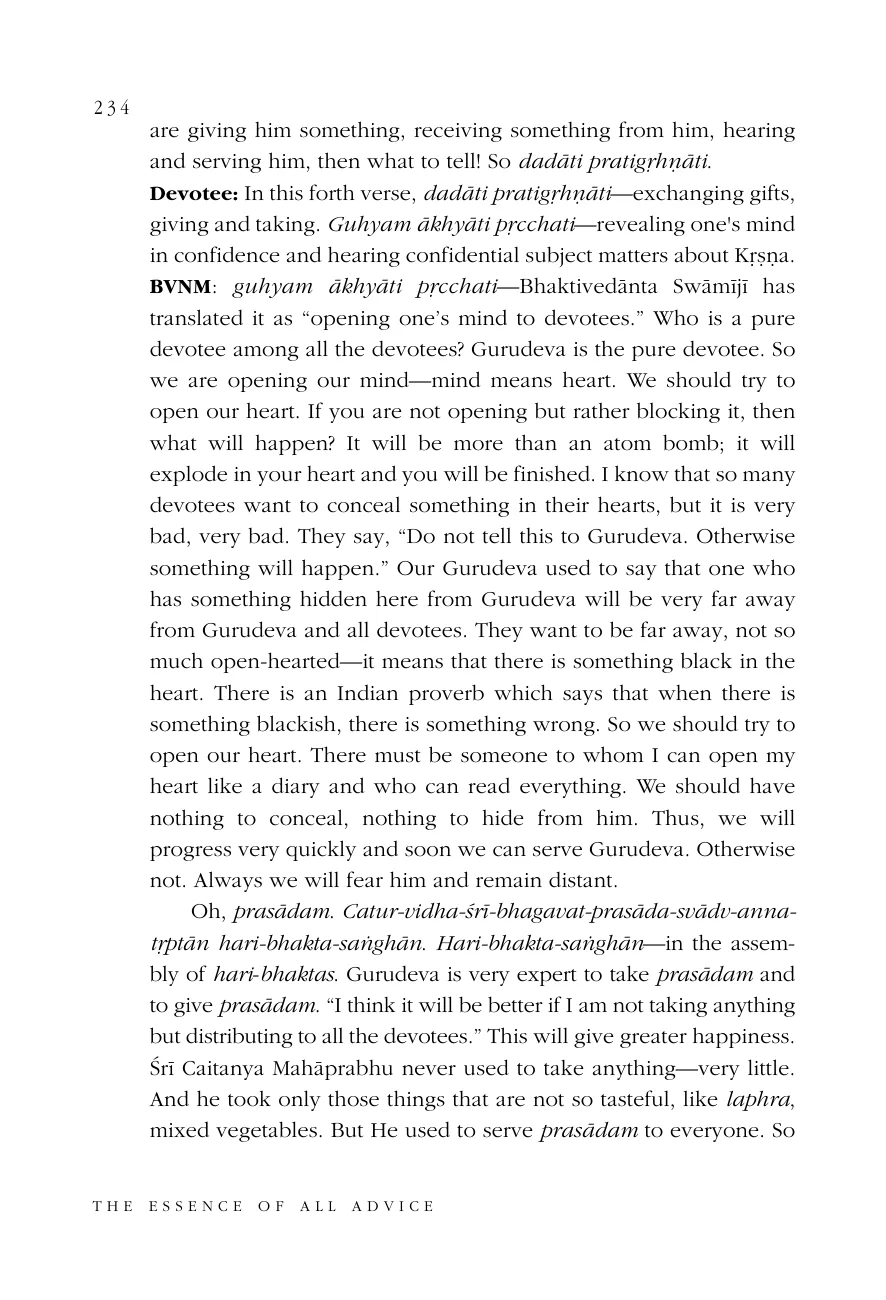 234
are giving him something, receiving something from him, hearing
and serving him, then what to tell! So dadāti pratigṛhṇāti.
Devotee: In this forth verse, dadāti pratigṛhṇāti—exchanging gifts,
giving and taking. Guhyam ākhyāti pṛcchati—revealing one's mind
in confidence and hearing confidential subject matters about Kṛṣṇa.
BVNM: guhyam ākhyāti pṛcchati—Bhaktivedānta Swāmījī has
translated it as “opening one’s mind to devotees.” Who is a pure
devotee among all the devotees? Gurudeva is the pure devotee. So
we are opening our mind—mind means heart. We should try to
open our heart. If you are not opening but rather blocking it, then
what will happen? It will be more than an atom bomb; it will
explode in your heart and you will be finished. I know that so many
devotees want to conceal something in their hearts, but it is very
bad, very bad. They say, “Do not tell this to Gurudeva. Otherwise
something will happen.” Our Gurudeva used to say that one who
has something hidden here from Gurudeva will be very far away
from Gurudeva and all devotees. They want to be far away, not so
much open-hearted—it means that there is something black in the
heart. There is an Indian proverb which says that when there is
something blackish, there is something wrong. So we should try to
open our heart. There must be someone to whom I can open my
heart like a diary and who can read everything. We should have
nothing to conceal, nothing to hide from him. Thus, we will
progress very quickly and soon we can serve Gurudeva. Otherwise
not. Always we will fear him and remain distant.
Oh, prasādam. Catur-vidha-śrī-bhagavat-prasāda-svādv-anna-
tṛptān hari-bhakta-saṅghān. Hari-bhakta-saṅghān—in the assem-
bly of hari-bhaktas. Gurudeva is very expert to take prasādam and
to give prasādam. “I think it will be better if I am not taking anything
but distributing to all the devotees.” This will give greater happiness.
Śrī Caitanya Mahāprabhu never used to take anything—very little.
And he took only those things that are not so tasteful, like laphra,
mixed vegetables. But He used to serve prasādam to everyone. So
THE ESSENCE OF ALL ADVICE